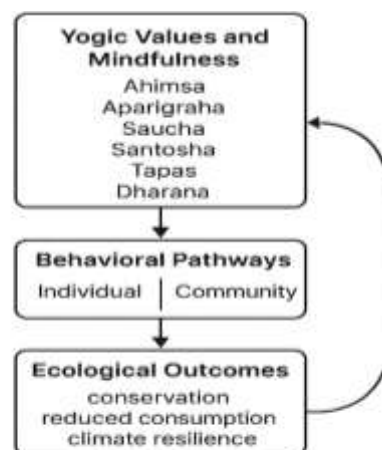 Yogic Values and
Mindfulness
Ahimsa
Aparigraha
Saucha
Santosha
Tapas
Dharana
Behavioral Pathways
Individual | Community
Ecological Outcomes
conservation
reduced consumption
climate resilience